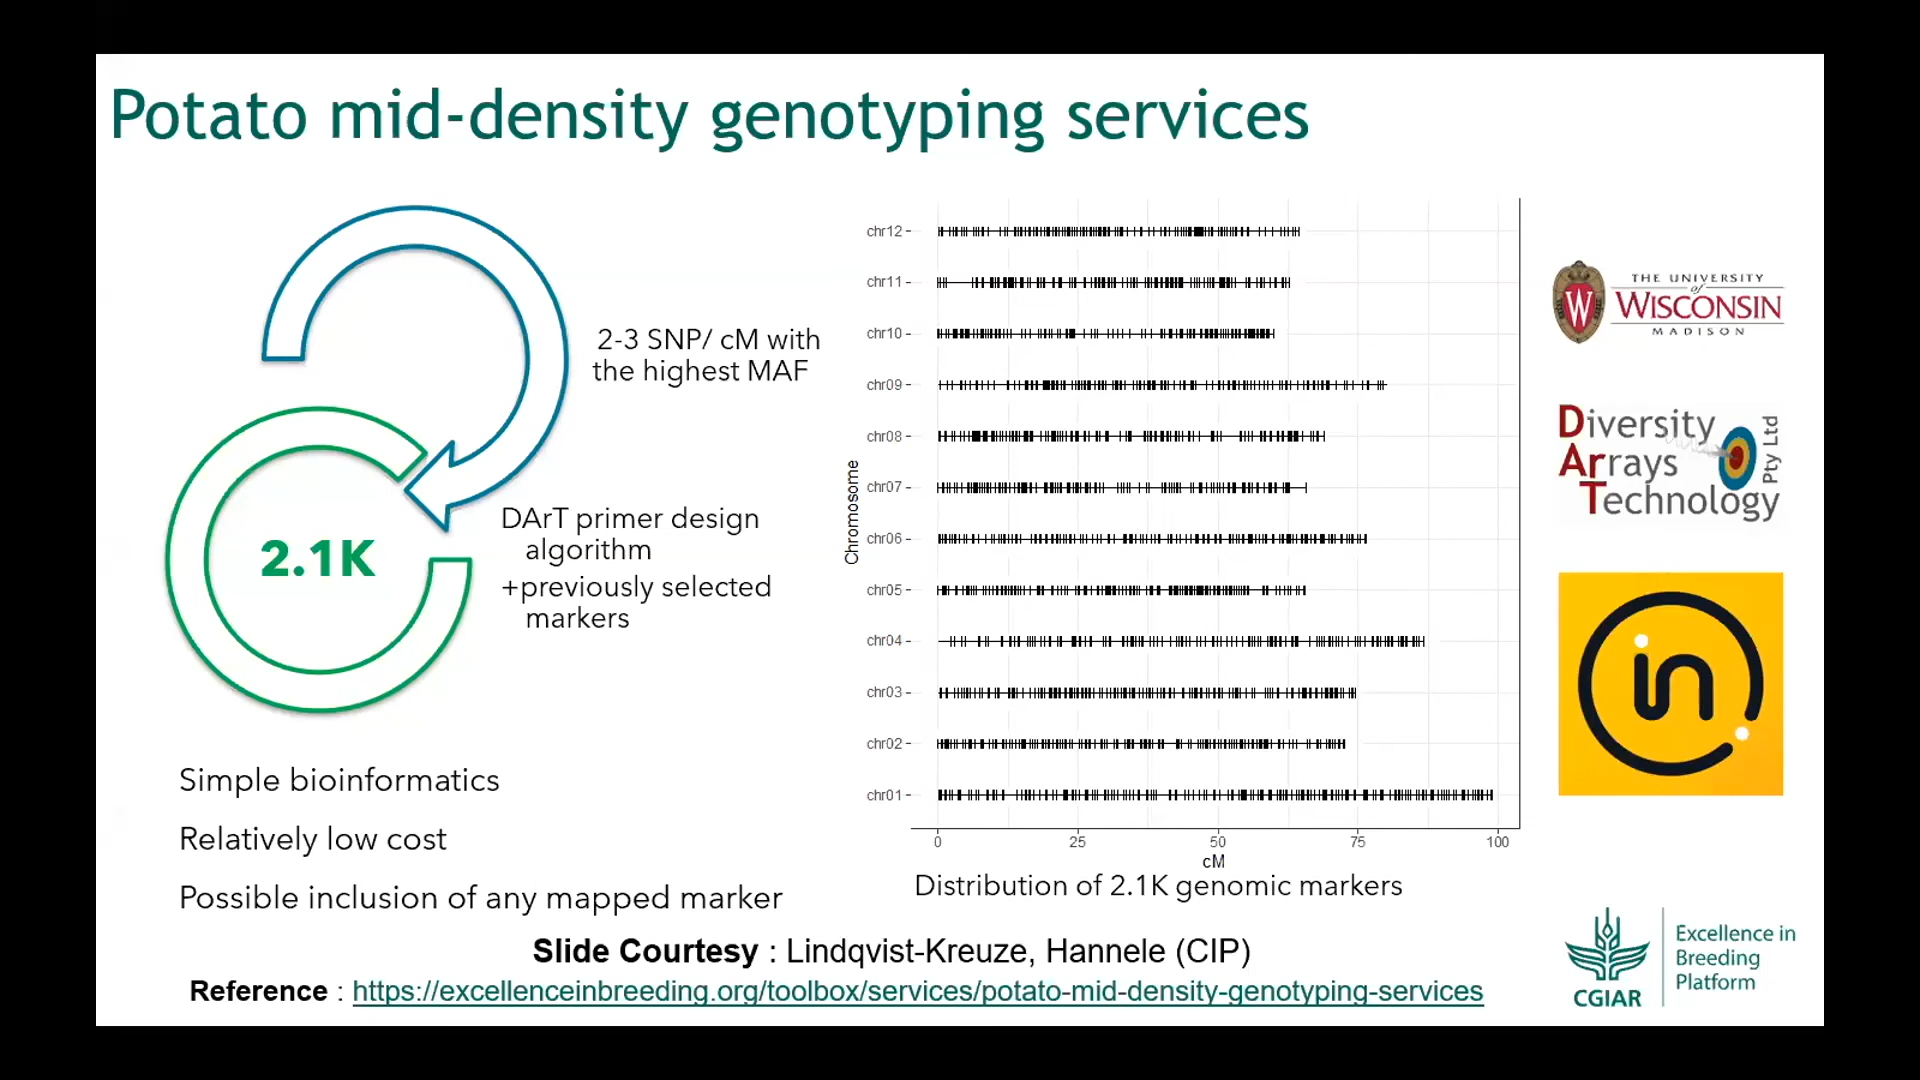 Potato mid-density genotyping services
2-3 SNP/ cM with
the highest MAF
2.1K
DArT primer design
algorithm
+previously selected
markers
Simple bioinformatics
Relatively low cost
Possible inclusion of any mapped marker
Chromosome
chr12
chr11
chr10
chr09
chr08
chr07
chr06
chr05
chr04
chr03
chr02
chr01
0 25 50 75 100
cM
Distribution of 2.1K genomic markers
W
THE UNIVERSITY
of
WISCONSIN
MADISON
Diversity
Arrays
Technology
Pty Ltd
in
Slide Courtesy : Lindqvist-Kreuze, Hannele (CIP)
Reference : https://excellenceinbreeding.org/toolbox/services/potato-mid-density-genotyping-services
CGIAR
Excellence in
Breeding
Platform